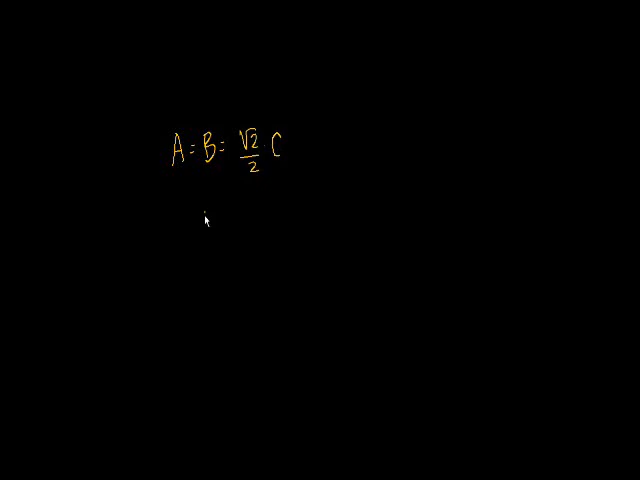 A = B = √2/2 · C